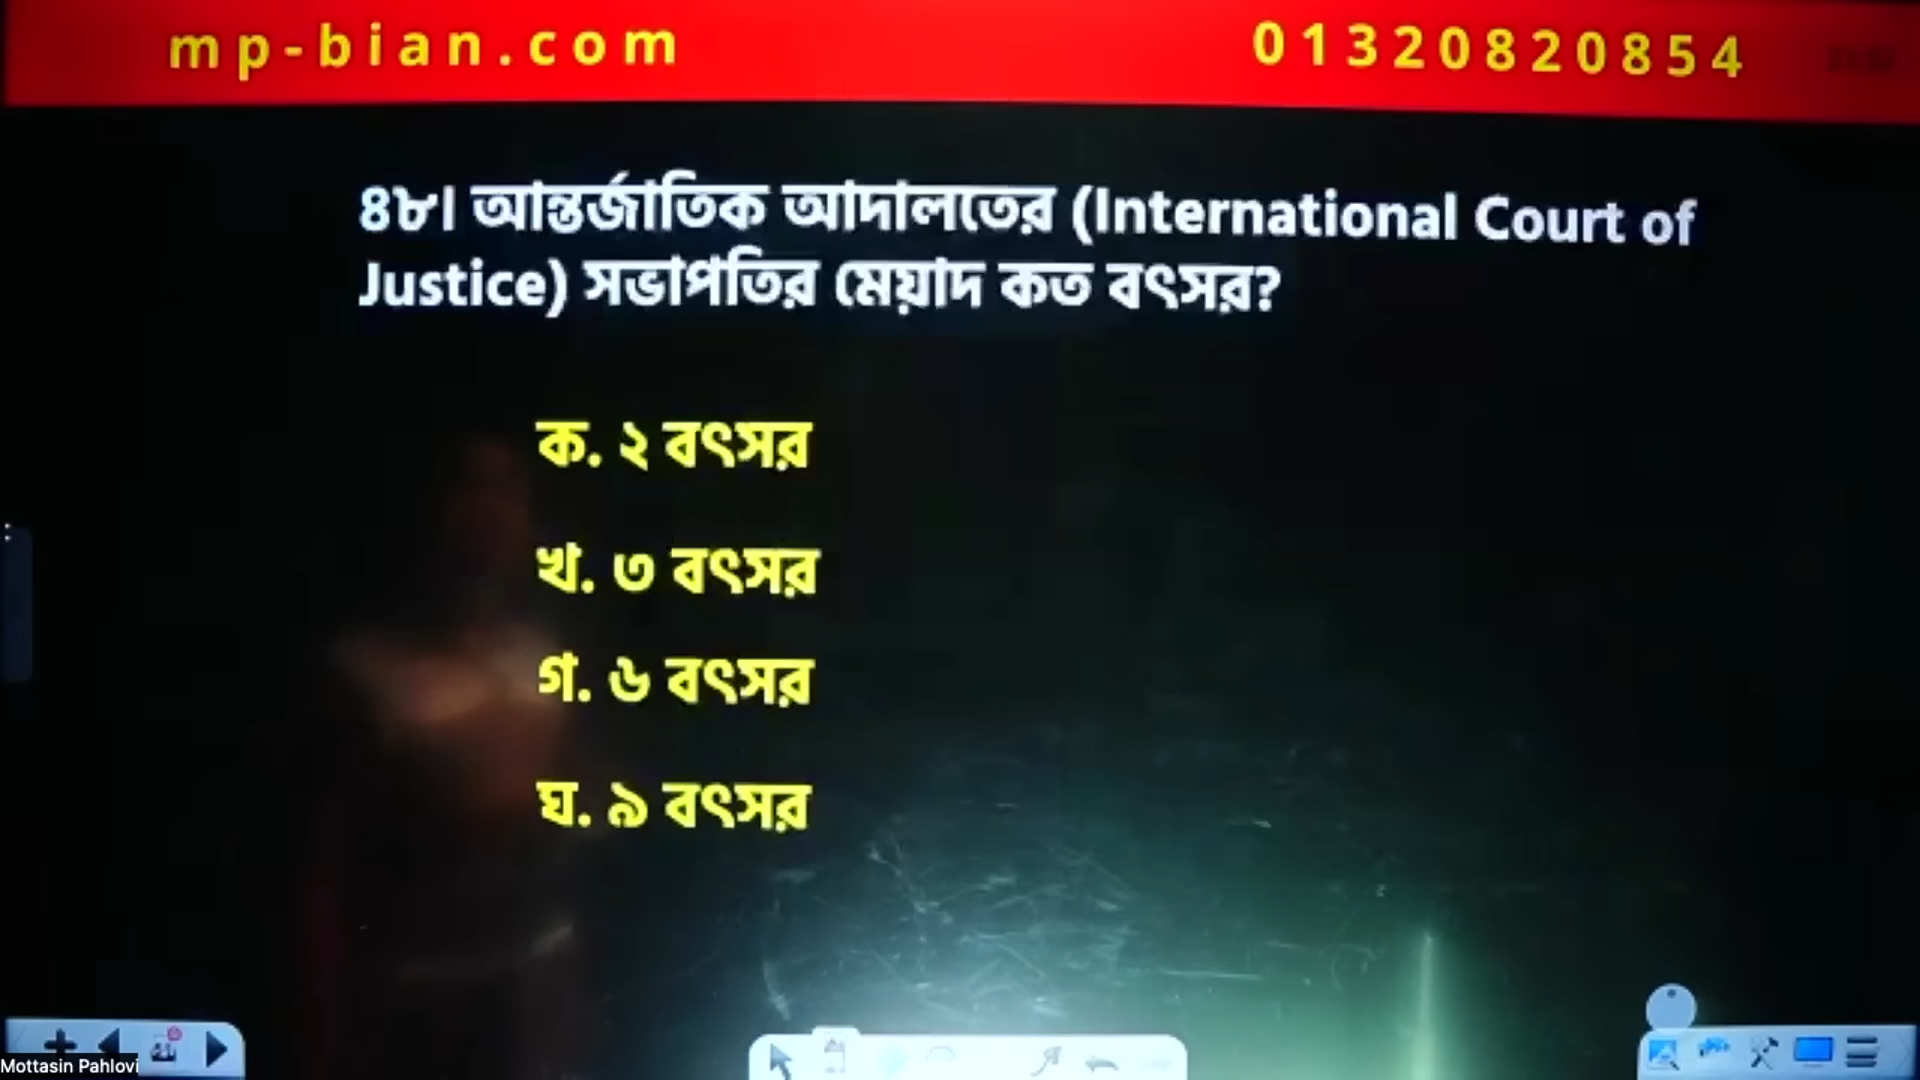 mp-bian.com 01320820854
৪৮। আন্তর্জাতিক আদালতের (International Court of
Justice) সভাপতির মেয়াদ কত বৎসর?
ক. ২ বৎসর
খ. ৩ বৎসর
গ. ৬ বৎসর
ঘ. ৯ বৎসর
Mottasin Pahlovi